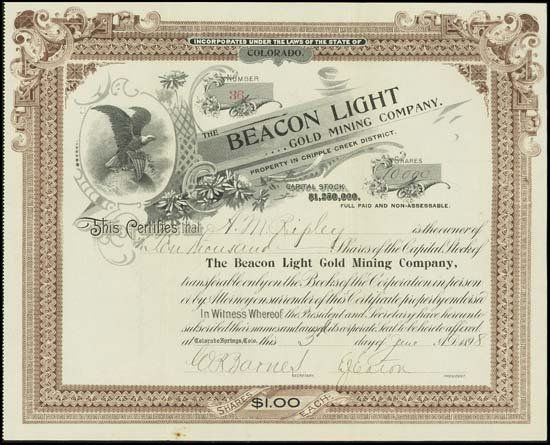 INCORPORATED UNDER THE LAWS OF THE STATE OF
COLORADO.
NUMBER
36
THE BEACON LIGHT
....GOLD MINING COMPANY.
PROPERTY IN CRIPPLE CREEK DISTRICT.
SHARES
10000
CAPITAL STOCK
$1,250,000.
FULL PAID AND NON-ASSESSABLE.
This Certifies that A. M. Ripley is the owner of
Ten thousand Shares of the Capital Stock of
The Beacon Light Gold Mining Company,
transferable only on the Books of the Corporation in person
or by Attorney on surrender of this Certificate property endorsed
In Witness Whereof the President and Secretary have hereunto
subscribed their names and caused its corporate seal to be hereto affixed
at Colorado Springs, Colo. this 3 day of June A.D. 1898
C R Barnes
SECRETARY.
PRESIDENT.
SHARES $1.00 EACH.